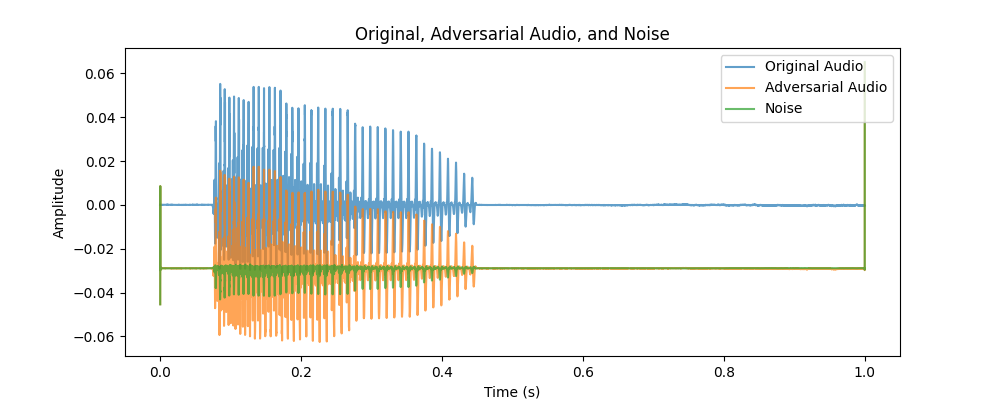 Original, Adversarial Audio, and Noise
Original Audio
Adversarial Audio
Noise
Amplitude
0.06
0.04
0.02
0.00
−0.02
−0.04
−0.06
0.0 0.2 0.4 0.6 0.8 1.0
Time (s)